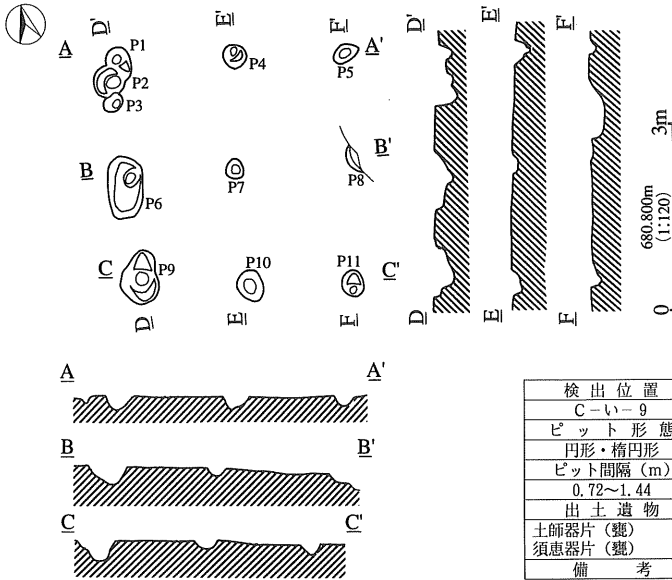 D' E' F'
A P1 P4 P5 A'
P2
P3
B P6 P7 P8 B'
C P9 P10 P11 C'
D E F
D' E' F'
D E F
3m
680.800m
(1:120)
0
A A'
B B'
C C'
検出位置
C-い-9
ピット形態
円形・楕円形
ピット間隔(m)
0.72〜1.44
出土遺物
土師器片(甕)
須恵器片(甕)
備考